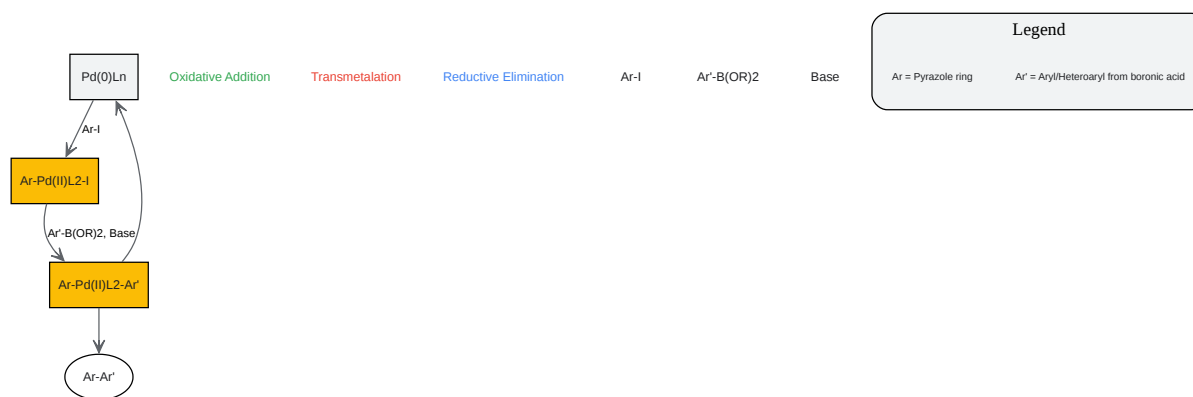 Legend
Pd(0)Ln
Oxidative Addition
Transmetalation
Reductive Elimination
Ar-I
Ar'-B(OR)2
Base
Ar = Pyrazole ring
Ar' = Aryl/Heteroaryl from boronic acid
Ar-I
Ar-Pd(II)L2-I
Ar'-B(OR)2, Base
Ar-Pd(II)L2-Ar'
Ar-Ar'